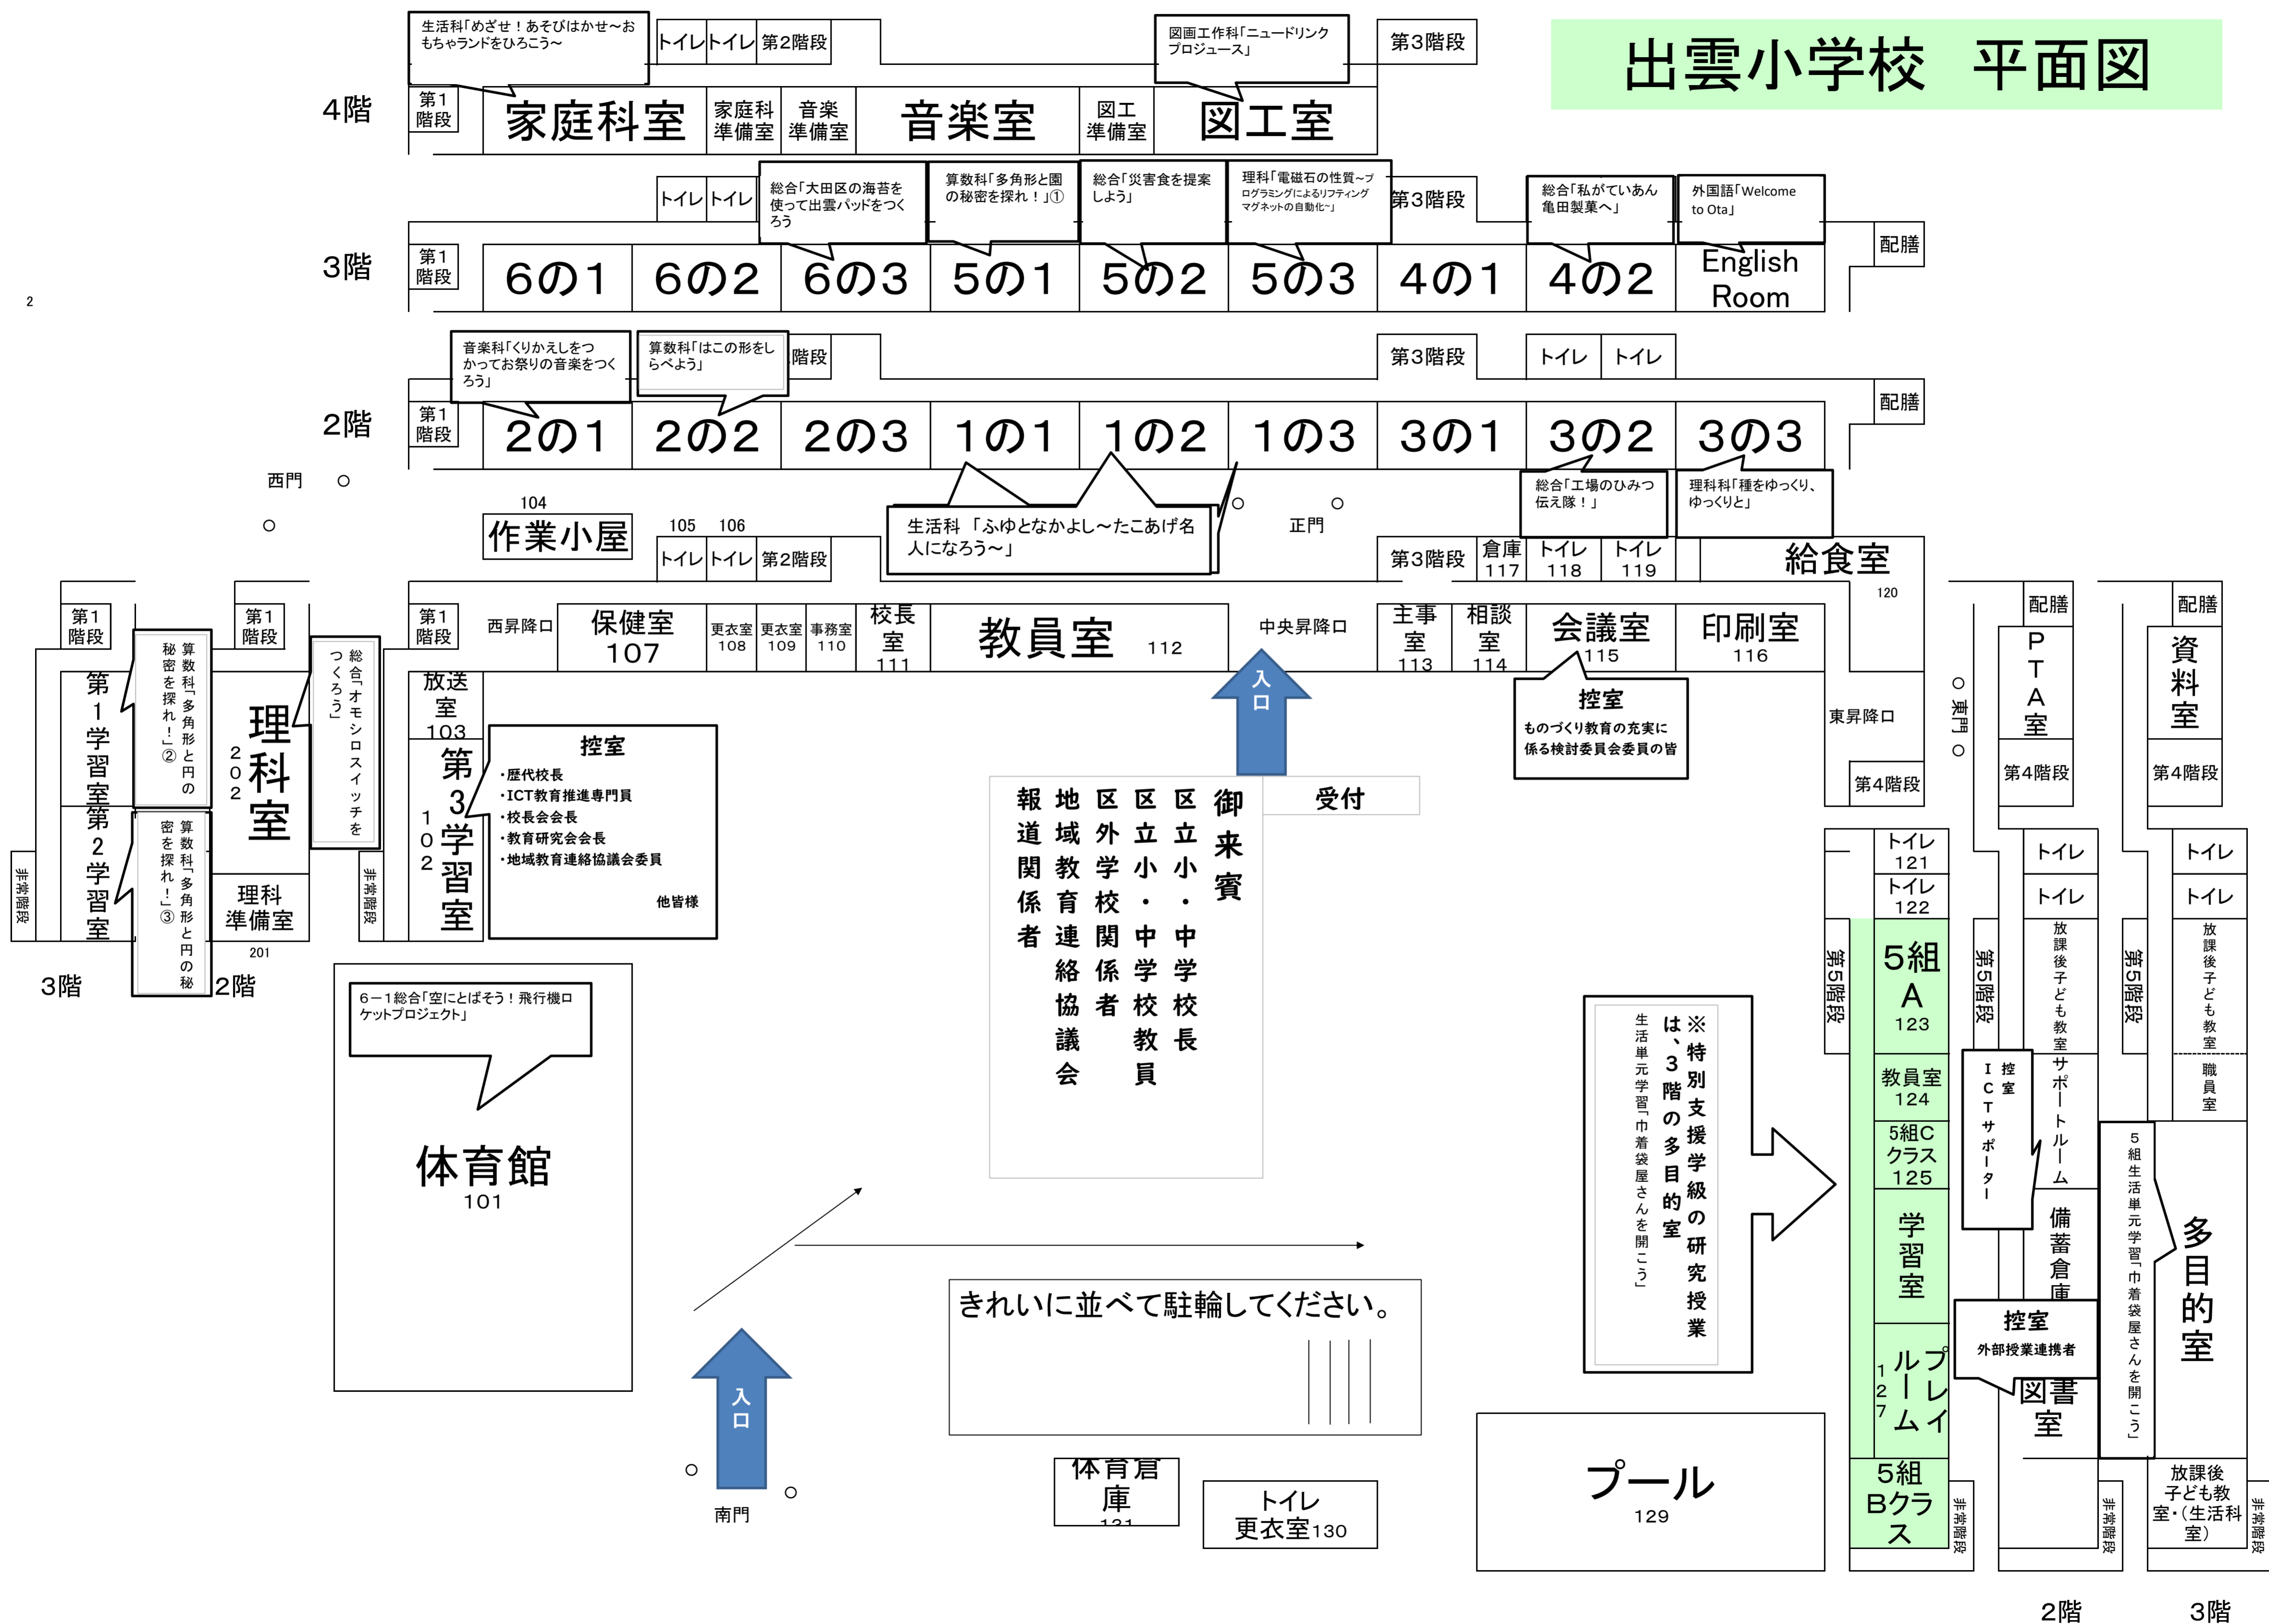 出雲小学校　平面図
生活科「めざせ！あそびはかせ～お
もちゃランドをひろこう～
トイレ
トイレ
第2階段
図画工作科「ニュードリンク
プロジュース」
第3階段
4階
第1
階段
家庭科室
家庭科
準備室
音楽
準備室
音楽室
図工
準備室
図工室
トイレ
トイレ
総合「大田区の海苔を
使って出雲パッドをつく
ろう
算数科「多角形と園
の秘密を探れ！」①
総合「災害食を提案
しよう」
理科「電磁石の性質～プ
ログラミングによるリフティング
マグネットの自動化～」
第3階段
総合「私がていあん
亀田製菓へ」
外国語「Welcome
to Ota」
配膳
3階
第1
階段
6の1
6の2
6の3
5の1
5の2
5の3
4の1
4の2
English
Room
2
音楽科「くりかえしをつ
かってお祭りの音楽をつく
ろう」
算数科「はこの形をし
らべよう」
階段
第3階段
トイレ
トイレ
配膳
2階
第1
階段
2の1
2の2
2の3
1の1
1の2
1の3
3の1
3の2
3の3
西門
104
作業小屋
105
106
トイレ
トイレ
第2階段
生活科 「ふゆとなかよし～たこあげ名
人になろう～」
正門
総合「工場のひみつ
伝え隊！」
理科科「種をゆっくり、
ゆっくりと」
第3階段
倉庫
117
トイレ
118
トイレ
119
給食室
120
第1
階段
西昇降口
保健室
107
更衣室
108
更衣室
109
事務室
110
校長
室
111
教員室 112
中央昇降口
主事
室
113
相談
室
114
会議室
115
印刷室
116
第1
階段
第1学習室
第2学習室
非常階段
3階
算数科「多角形と円の
秘密を探れ！」②
算数科「多角形と円の秘
密を探れ！」③
第1
階段
理科室
202
理科
準備室
201
2階
総合「オモシロスイッチを
つくろう」
非常階段
放送
室
103
第3学習室
102
控室
・歴代校長
・ICT教育推進専門員
・校長会会長
・教育研究会会長
・地域教育連絡協議会委員
他皆様
入口
控室
ものづくり教育の充実に
係る検討委員会委員の皆
東昇降口
第4階段
東門
受付
御来賓
区立小・中学校長
区立小・中学校教員
区外学校関係者
地域教育連絡協議会
報道関係者
6－1総合「空にとばそう！飛行機ロ
ケットプロジェクト」
体育館
101
入口
南門
きれいに並べて駐輪してください。
体育倉
庫
131
トイレ
更衣室130
プール
129
※特別支援学級の研究授業
は、3階の多目的室
生活単元学習「巾着袋屋さんを開こう」
トイレ
121
トイレ
122
第5階段
5組
A
123
教員室
124
5組C
クラス
125
学習室
プレイ
ルーム
127
5組
Bクラ
ス
非常階段
配膳
PTA室
第4階段
トイレ
トイレ
第5階段
放課後子ども教室
サポートルーム
控室
ICTサポーター
備蓄倉庫
控室
外部授業連携者
図書
室
非常階段
2階
配膳
資料室
第4階段
トイレ
トイレ
第5階段
放課後子ども教室
職員室
5組生活単元学習「巾着袋屋さんを開こう」
多目的室
放課後
子ども教
室・（生活科
室）
非常階段
3階